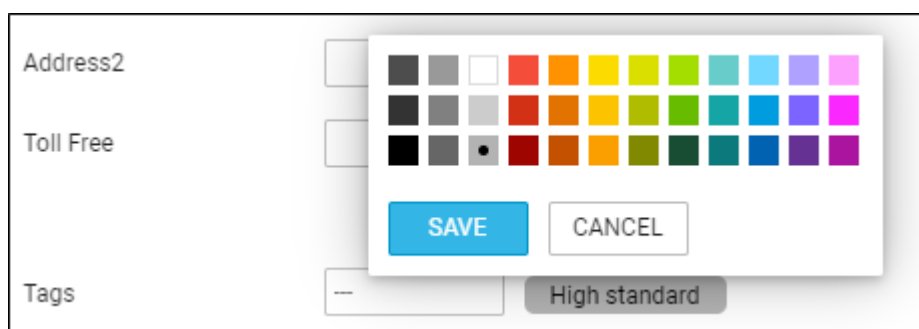 Address2
Toll Free
SAVE CANCEL
Tags --- High standard